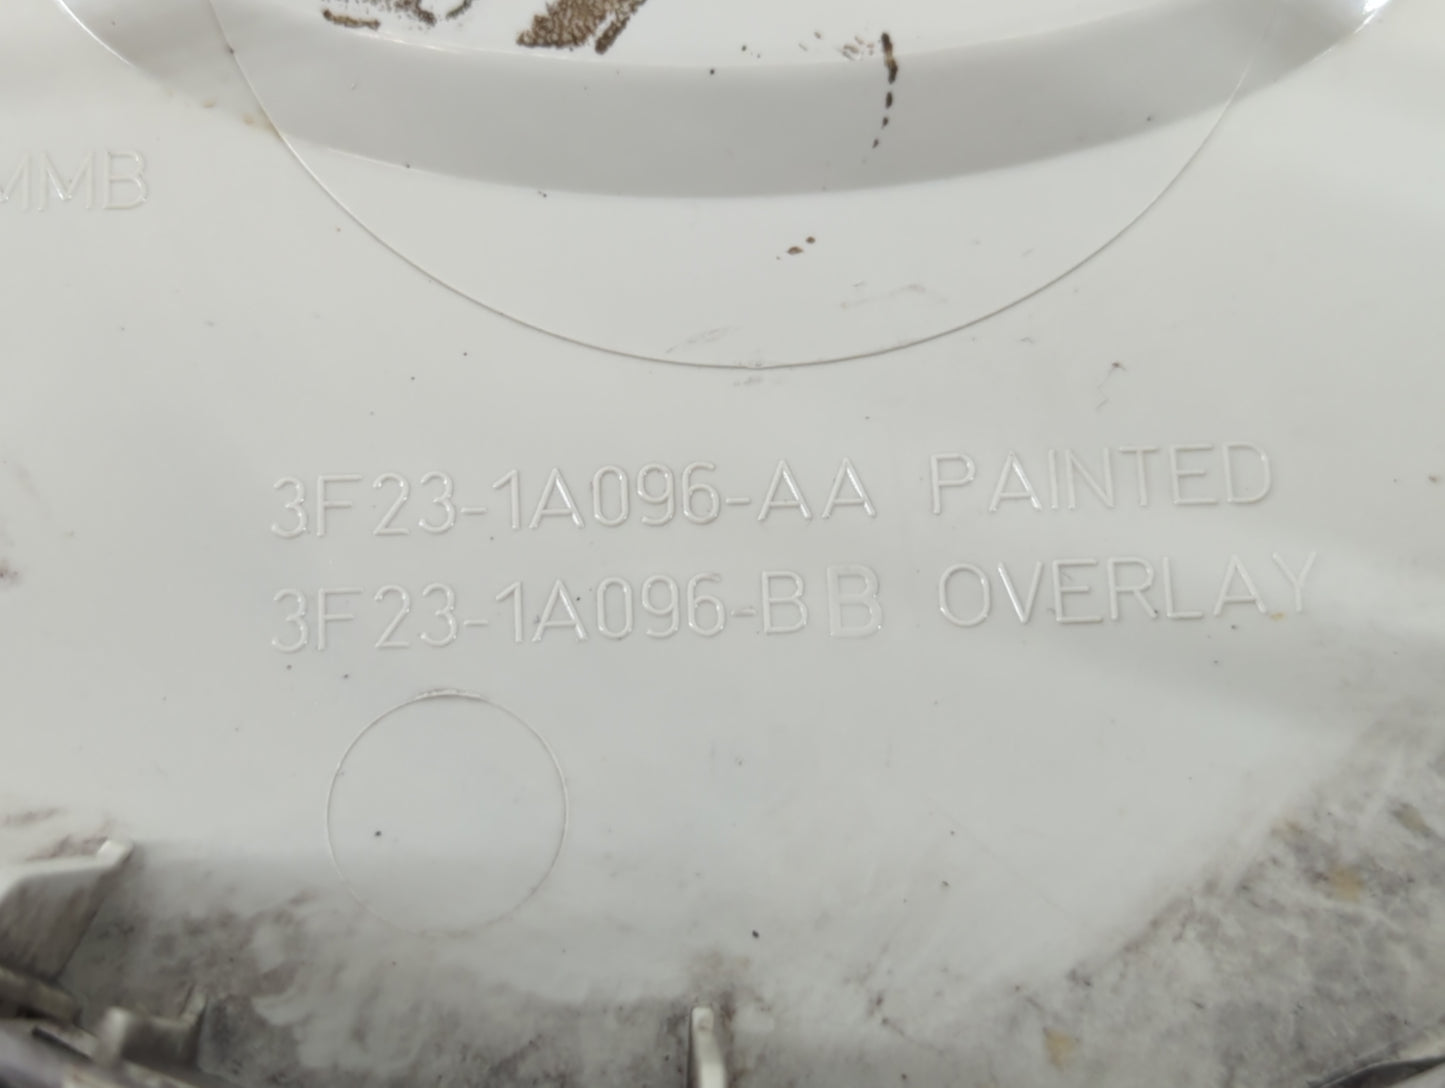 MMB
3F23-1A096-AA PAINTED
3F23-1A096-BB OVERLAY